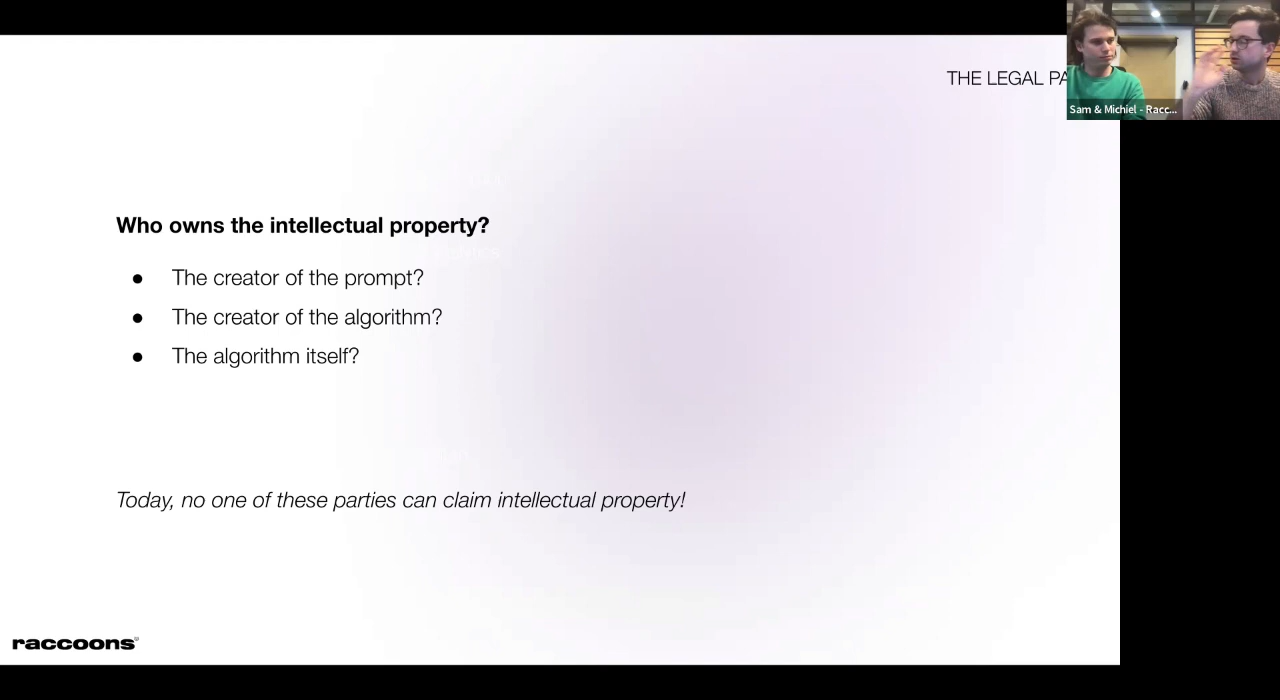 THE LEGAL PA
Sam & Michiel - Racc...
Who owns the intellectual property?
● The creator of the prompt?
● The creator of the algorithm?
● The algorithm itself?
Today, no one of these parties can claim intellectual property!
raccoons®